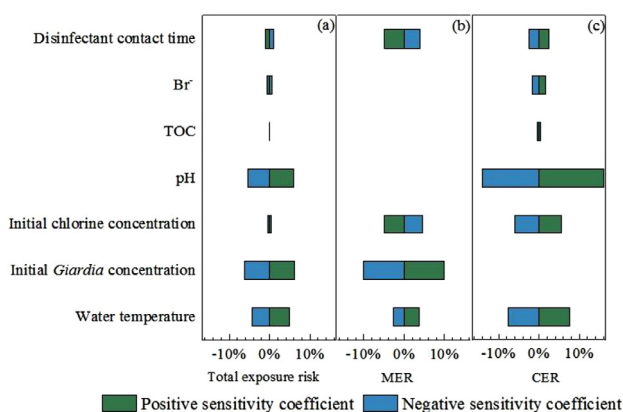 (a) (b) (c)
Disinfectant contact time
Br⁻
TOC
pH
Initial chlorine concentration
Initial Giardia concentration
Water temperature
-10% 0% 10% -10% 0% 10% -10% 0% 10%
Total exposure risk MER CER
Positive sensitivity coefficient Negative sensitivity coefficient